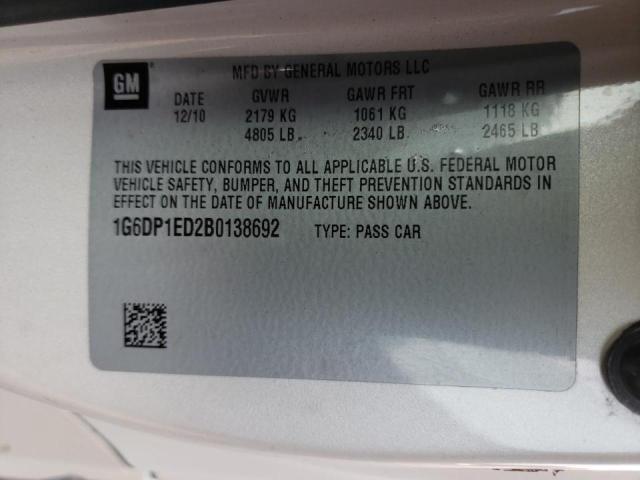 GM
MFD BY GENERAL MOTORS LLC
DATE GVWR GAWR FRT GAWR RR
12/10 2179 KG 1061 KG 1118 KG
4805 LB 2340 LB 2465 LB
THIS VEHICLE CONFORMS TO ALL APPLICABLE U.S. FEDERAL MOTOR
VEHICLE SAFETY, BUMPER, AND THEFT PREVENTION STANDARDS IN
EFFECT ON THE DATE OF MANUFACTURE SHOWN ABOVE.
1G6DP1ED2B0138692 TYPE: PASS CAR